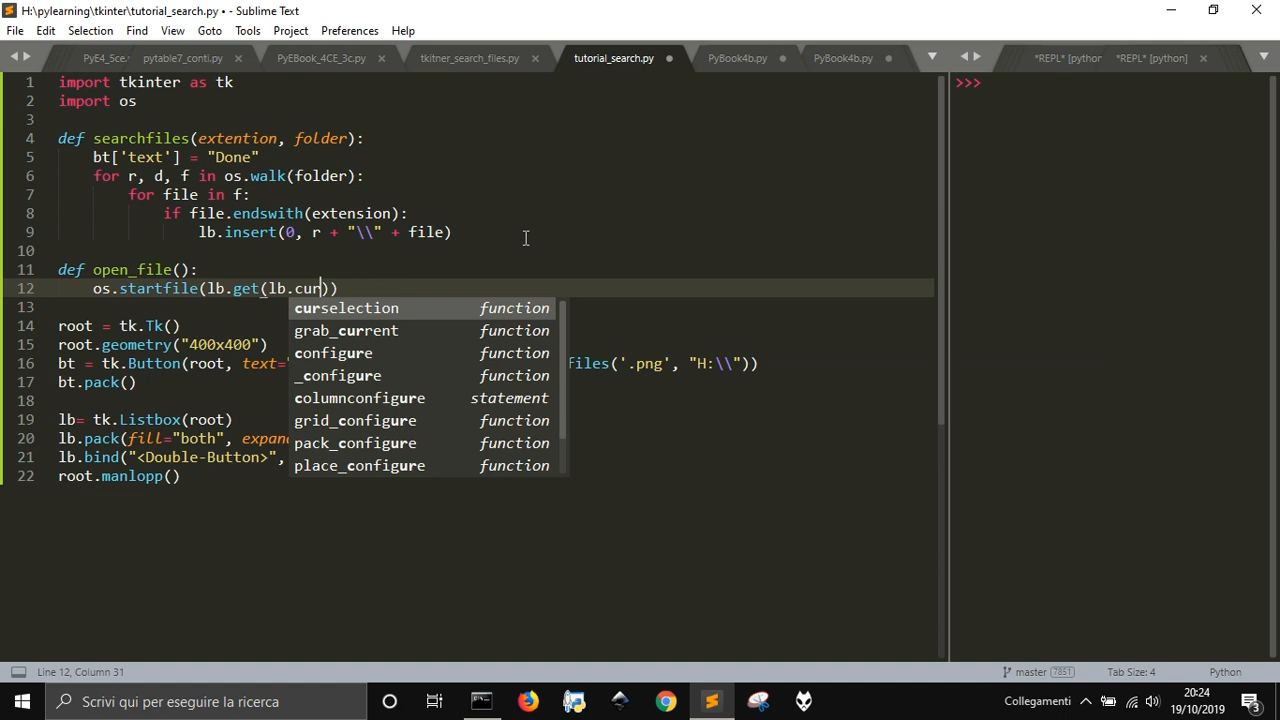 H:\pylearning\tkinter\tutorial_search.py • - Sublime Text
File Edit Selection Find View Goto Tools Project Preferences Help
PyE4_5ce. pytable7_conti.py PyEBook_4CE_3c.py tkitner_search_files.py tutorial_search.py PyBook4b.py PyBook4b.py *REPL* [python *REPL* [python]
1 import tkinter as tk
2 import os
3
4 def searchfiles(extention, folder):
5 bt['text'] = "Done"
6 for r, d, f in os.walk(folder):
7 for file in f:
8 if file.endswith(extension):
9 lb.insert(0, r + "\\" + file)
10
11 def open_file():
12 os.startfile(lb.get(lb.cur))
13
14 root = tk.Tk()
15 root.geometry("400x400")
16 bt = tk.Button(root, text=" files('.png', "H:\\"))
17 bt.pack()
18
19 lb= tk.Listbox(root)
20 lb.pack(fill="both", expand
21 lb.bind("<Double-Button>",
22 root.manlopp()
curselection function
grab_current function
configure function
_configure function
columnconfigure statement
grid_configure function
pack_configure function
place_configure function
>>>
Line 12, Column 31 master 7851 Tab Size: 4 Python
Scrivi qui per eseguire la ricerca
Collegamenti
20:24
19/10/2019
3